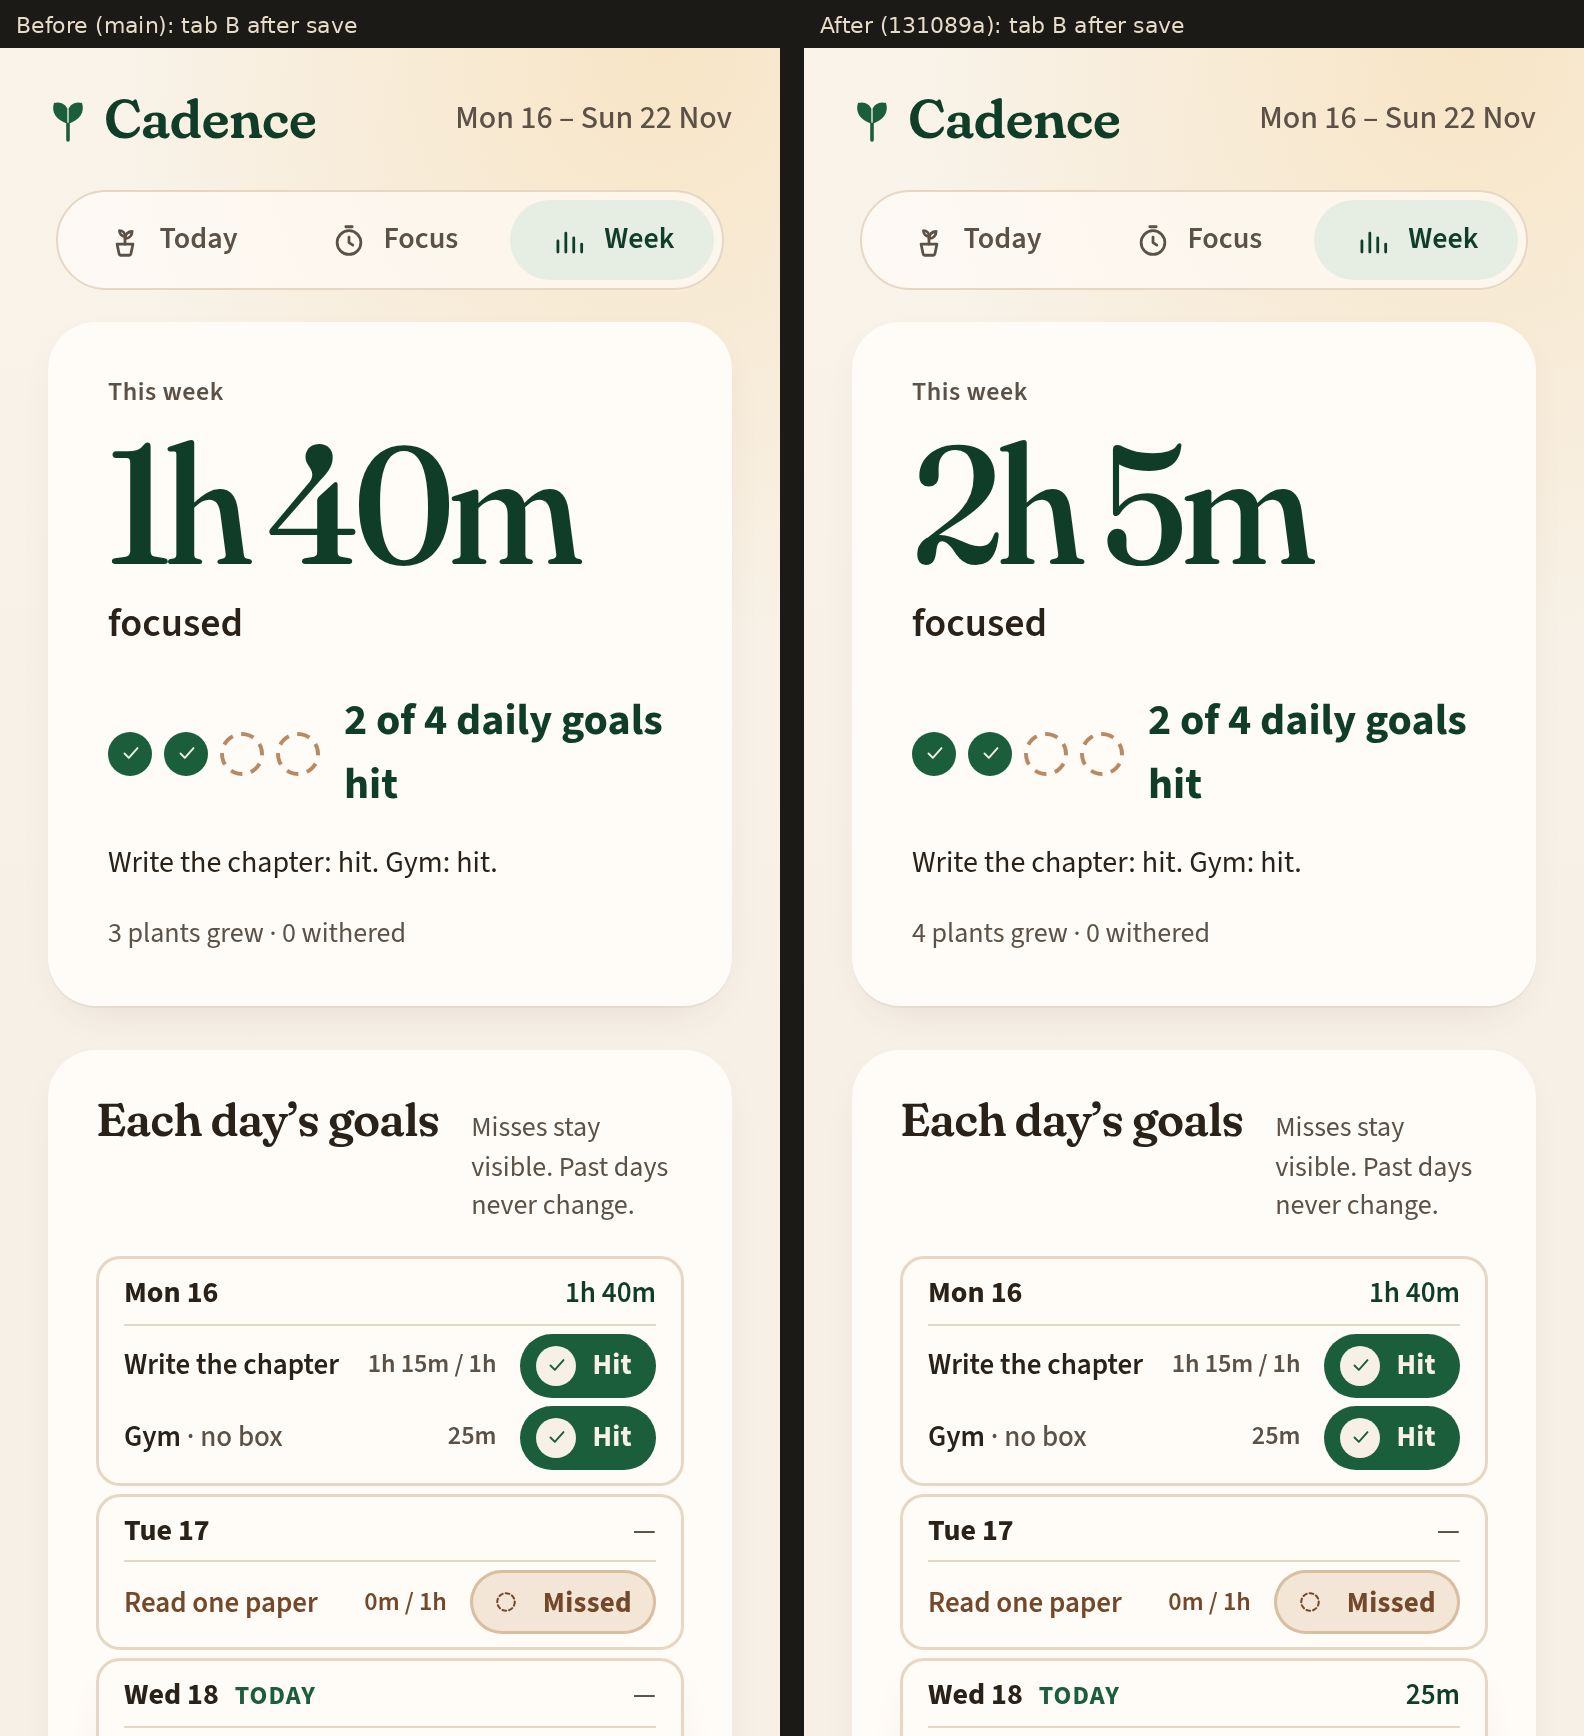 Before (main): tab B after save
Cadence
Mon 16 – Sun 22 Nov
Today
Focus
Week
This week
1h 40m
focused
2 of 4 daily goals
hit
Write the chapter: hit. Gym: hit.
3 plants grew · 0 withered
Each day’s goals
Misses stay
visible. Past days
never change.
Mon 16
1h 40m
Write the chapter
1h 15m / 1h
Hit
Gym · no box
25m
Hit
Tue 17
—
Read one paper
0m / 1h
Missed
Wed 18 TODAY
—
After (131089a): tab B after save
Cadence
Mon 16 – Sun 22 Nov
Today
Focus
Week
This week
2h 5m
focused
2 of 4 daily goals
hit
Write the chapter: hit. Gym: hit.
4 plants grew · 0 withered
Each day’s goals
Misses stay
visible. Past days
never change.
Mon 16
1h 40m
Write the chapter
1h 15m / 1h
Hit
Gym · no box
25m
Hit
Tue 17
—
Read one paper
0m / 1h
Missed
Wed 18 TODAY
25m